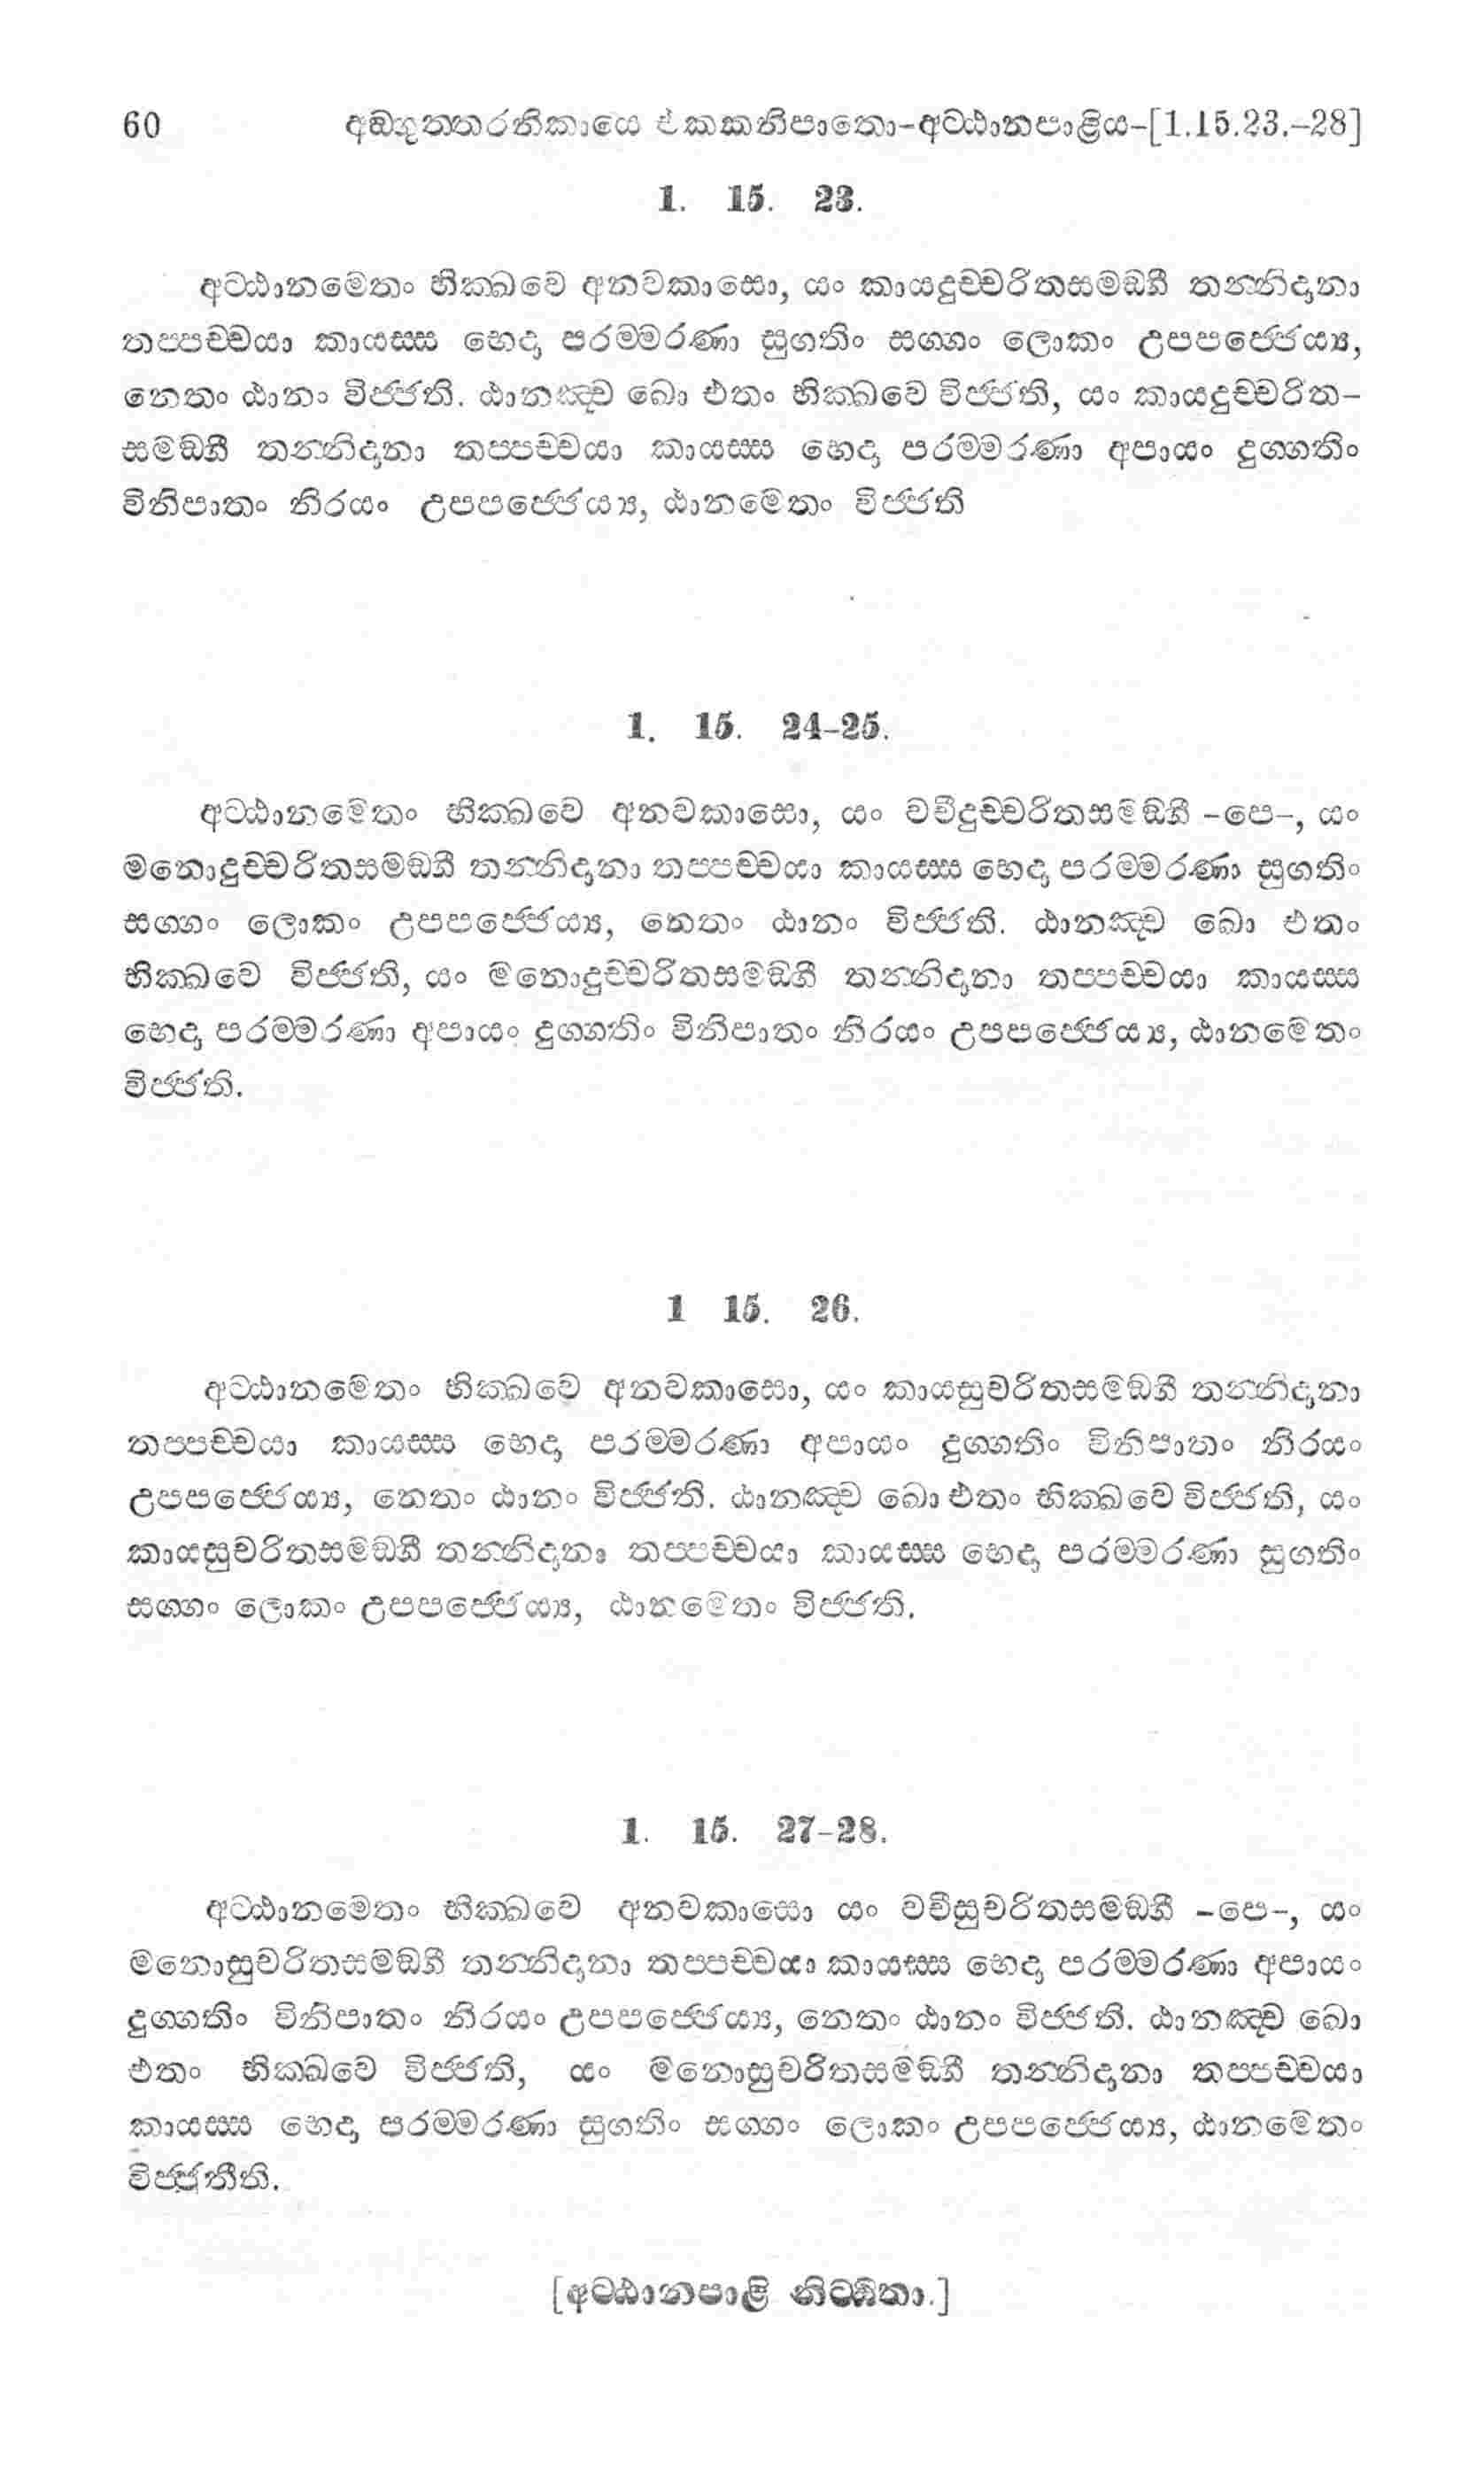 60 අඞ්ගුත්තරනිකායෙ ඒකකනිපාතො-අට්ඨානපාළිය-[1.15.23.-28]
1. 15. 23.
අට්ඨානමෙතං භික්ඛවෙ අනවකාසො, යං කායදුච්චරිතසමඞ්ගී තන්නිදානා
තප්පච්චයා කායස්ස භෙදා පරම්මරණා සුගතිං සග්ගං ලොකං උපපජ්ජෙය්‍ය,
නෙතං ඨානං විජ්ජති. ඨානඤ්ච ඛො එතං භික්ඛවෙ විජ්ජති, යං කායදුච්චරිත-
සමඞ්ගී තන්නිදානා තප්පච්චයා කායස්ස භෙදා පරම්මරණා අපායං දුග්ගතිං
විනිපාතං නිරයං උපපජ්ජෙය්‍ය, ඨානමෙතං විජ්ජති
1. 15. 24-25.
අට්ඨානමෙතං භික්ඛවෙ අනවකාසො, යං වචීදුච්චරිතසමඞ්ගී -පෙ-, යං
මනොදුච්චරිතසමඞ්ගී තන්නිදානා තප්පච්චයා කායස්ස භෙදා පරම්මරණා සුගතිං
සග්ගං ලොකං උපපජ්ජෙය්‍ය, නෙතං ඨානං විජ්ජති. ඨානඤ්ච ඛො එතං
භික්ඛවෙ විජ්ජති, යං මනොදුච්චරිතසමඞ්ගී තන්නිදානා තප්පච්චයා කායස්ස
භෙදා පරම්මරණා අපායං දුග්ගතිං විනිපාතං නිරයං උපපජ්ජෙය්‍ය, ඨානමෙතං
විජ්ජති.
1 15. 26.
අට්ඨානමෙතං භික්ඛවෙ අනවකාසො, යං කායසුචරිතසමඞ්ගී තන්නිදානා
තප්පච්චයා කායස්ස භෙදා පරම්මරණා අපායං දුග්ගතිං විනිපාතං නිරයං
උපපජ්ජෙය්‍ය, නෙතං ඨානං විජ්ජති. ඨානඤ්ච ඛො එතං භික්ඛවෙ විජ්ජති, යං
කායසුචරිතසමඞ්ගී තන්නිදානා තප්පච්චයා කායස්ස භෙදා පරම්මරණා සුගතිං
සග්ගං ලොකං උපපජ්ජෙය්‍ය, ඨානමෙතං විජ්ජති.
1. 15. 27-28.
අට්ඨානමෙතං භික්ඛවෙ අනවකාසො යං වචීසුචරිතසමඞ්ගී -පෙ-, යං
මනොසුචරිතසමඞ්ගී තන්නිදානා තප්පච්චයා කායස්ස භෙදා පරම්මරණා අපායං
දුග්ගතිං විනිපාතං නිරයං උපපජ්ජෙය්‍ය, නෙතං ඨානං විජ්ජති. ඨානඤ්ච ඛො
එතං භික්ඛවෙ විජ්ජති, යං මනොසුචරිතසමඞ්ගී තන්නිදානා තප්පච්චයා
කායස්ස භෙදා පරම්මරණා සුගතිං සග්ගං ලොකං උපපජ්ජෙය්‍ය, ඨානමෙතං
විජ්ජතීති.
[අට්ඨානපාළි නිට්ඨිතා.]